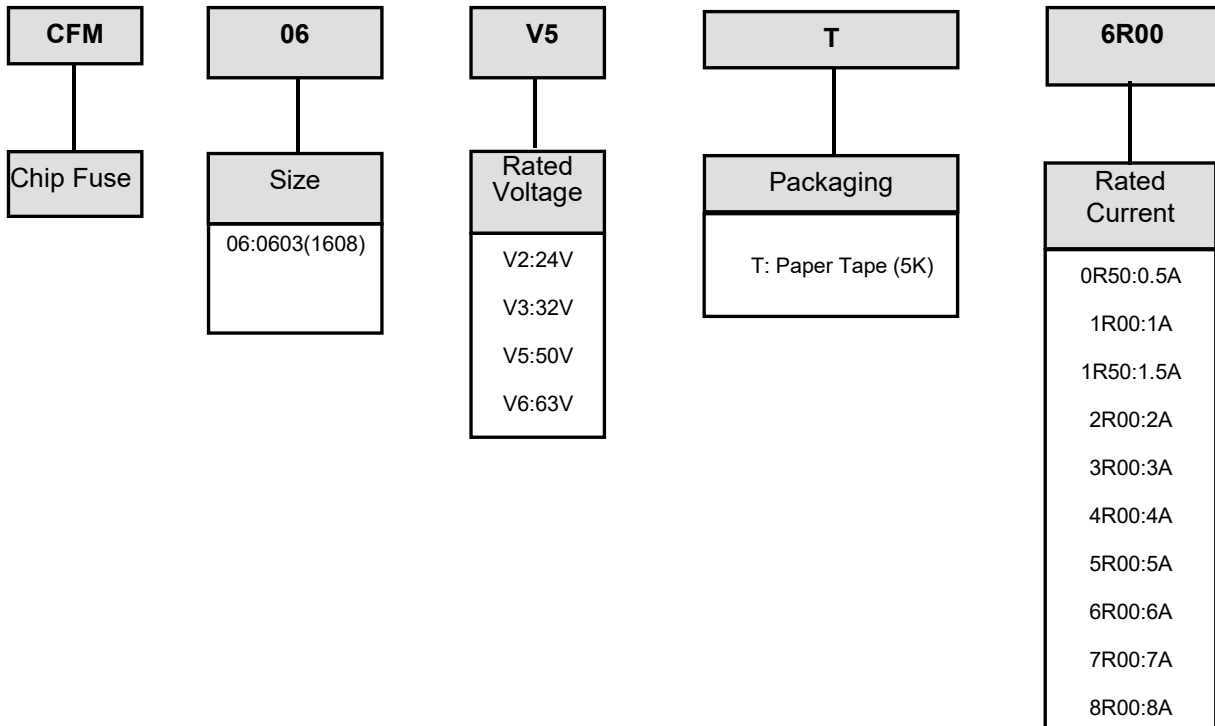 CFM
06
V5
T
6R00
Chip Fuse
Size
06:0603(1608)
Rated
Voltage
V2:24V
V3:32V
V5:50V
V6:63V
Packaging
T: Paper Tape (5K)
Rated
Current
0R50:0.5A
1R00:1A
1R50:1.5A
2R00:2A
3R00:3A
4R00:4A
5R00:5A
6R00:6A
7R00:7A
8R00:8A